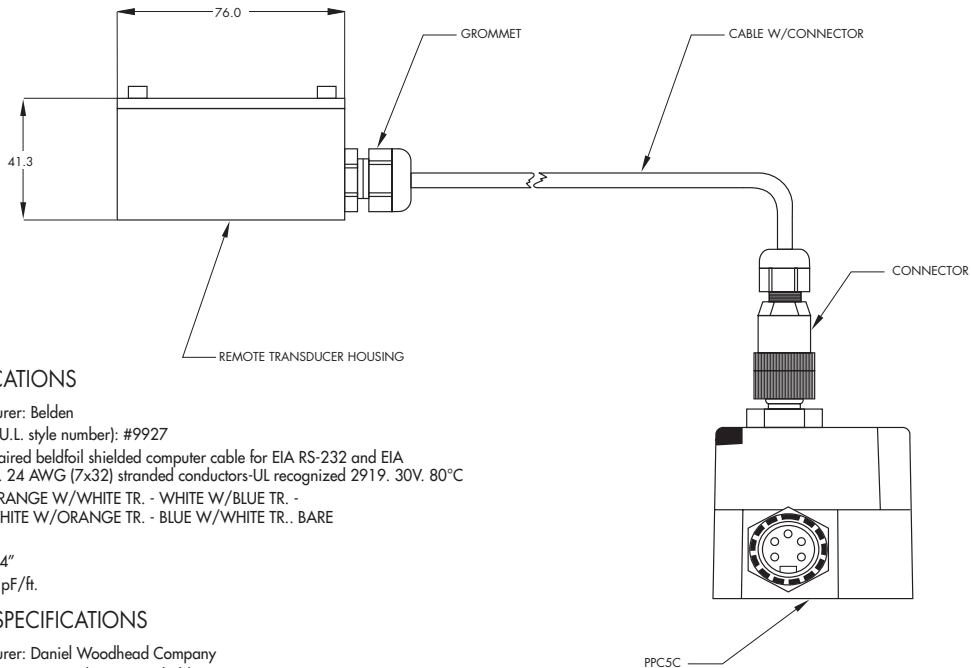 76.0
GROMMET
CABLE W/CONNECTOR
41.3
CONNECTOR
REMOTE TRANSDUCER HOUSING
CATIONS
urer: Belden
U.L. style number): #9927
aired beldfoil shielded computer cable for EIA RS-232 and EIA
. 24 AWG (7x32) stranded conductors-UL recognized 2919. 30V. 80°C
RANGE W/WHITE TR. - WHITE W/BLUE TR. -
HITE W/ORANGE TR. - BLUE W/WHITE TR.. BARE
4"
pF/ft.
SPECIFICATIONS
urer: Daniel Woodhead Company
PPC5C